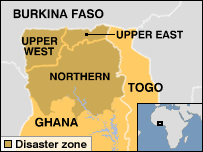 BURKINA FASO
UPPER EAST
UPPER
WEST
NORTHERN
TOGO
GHANA
Disaster zone